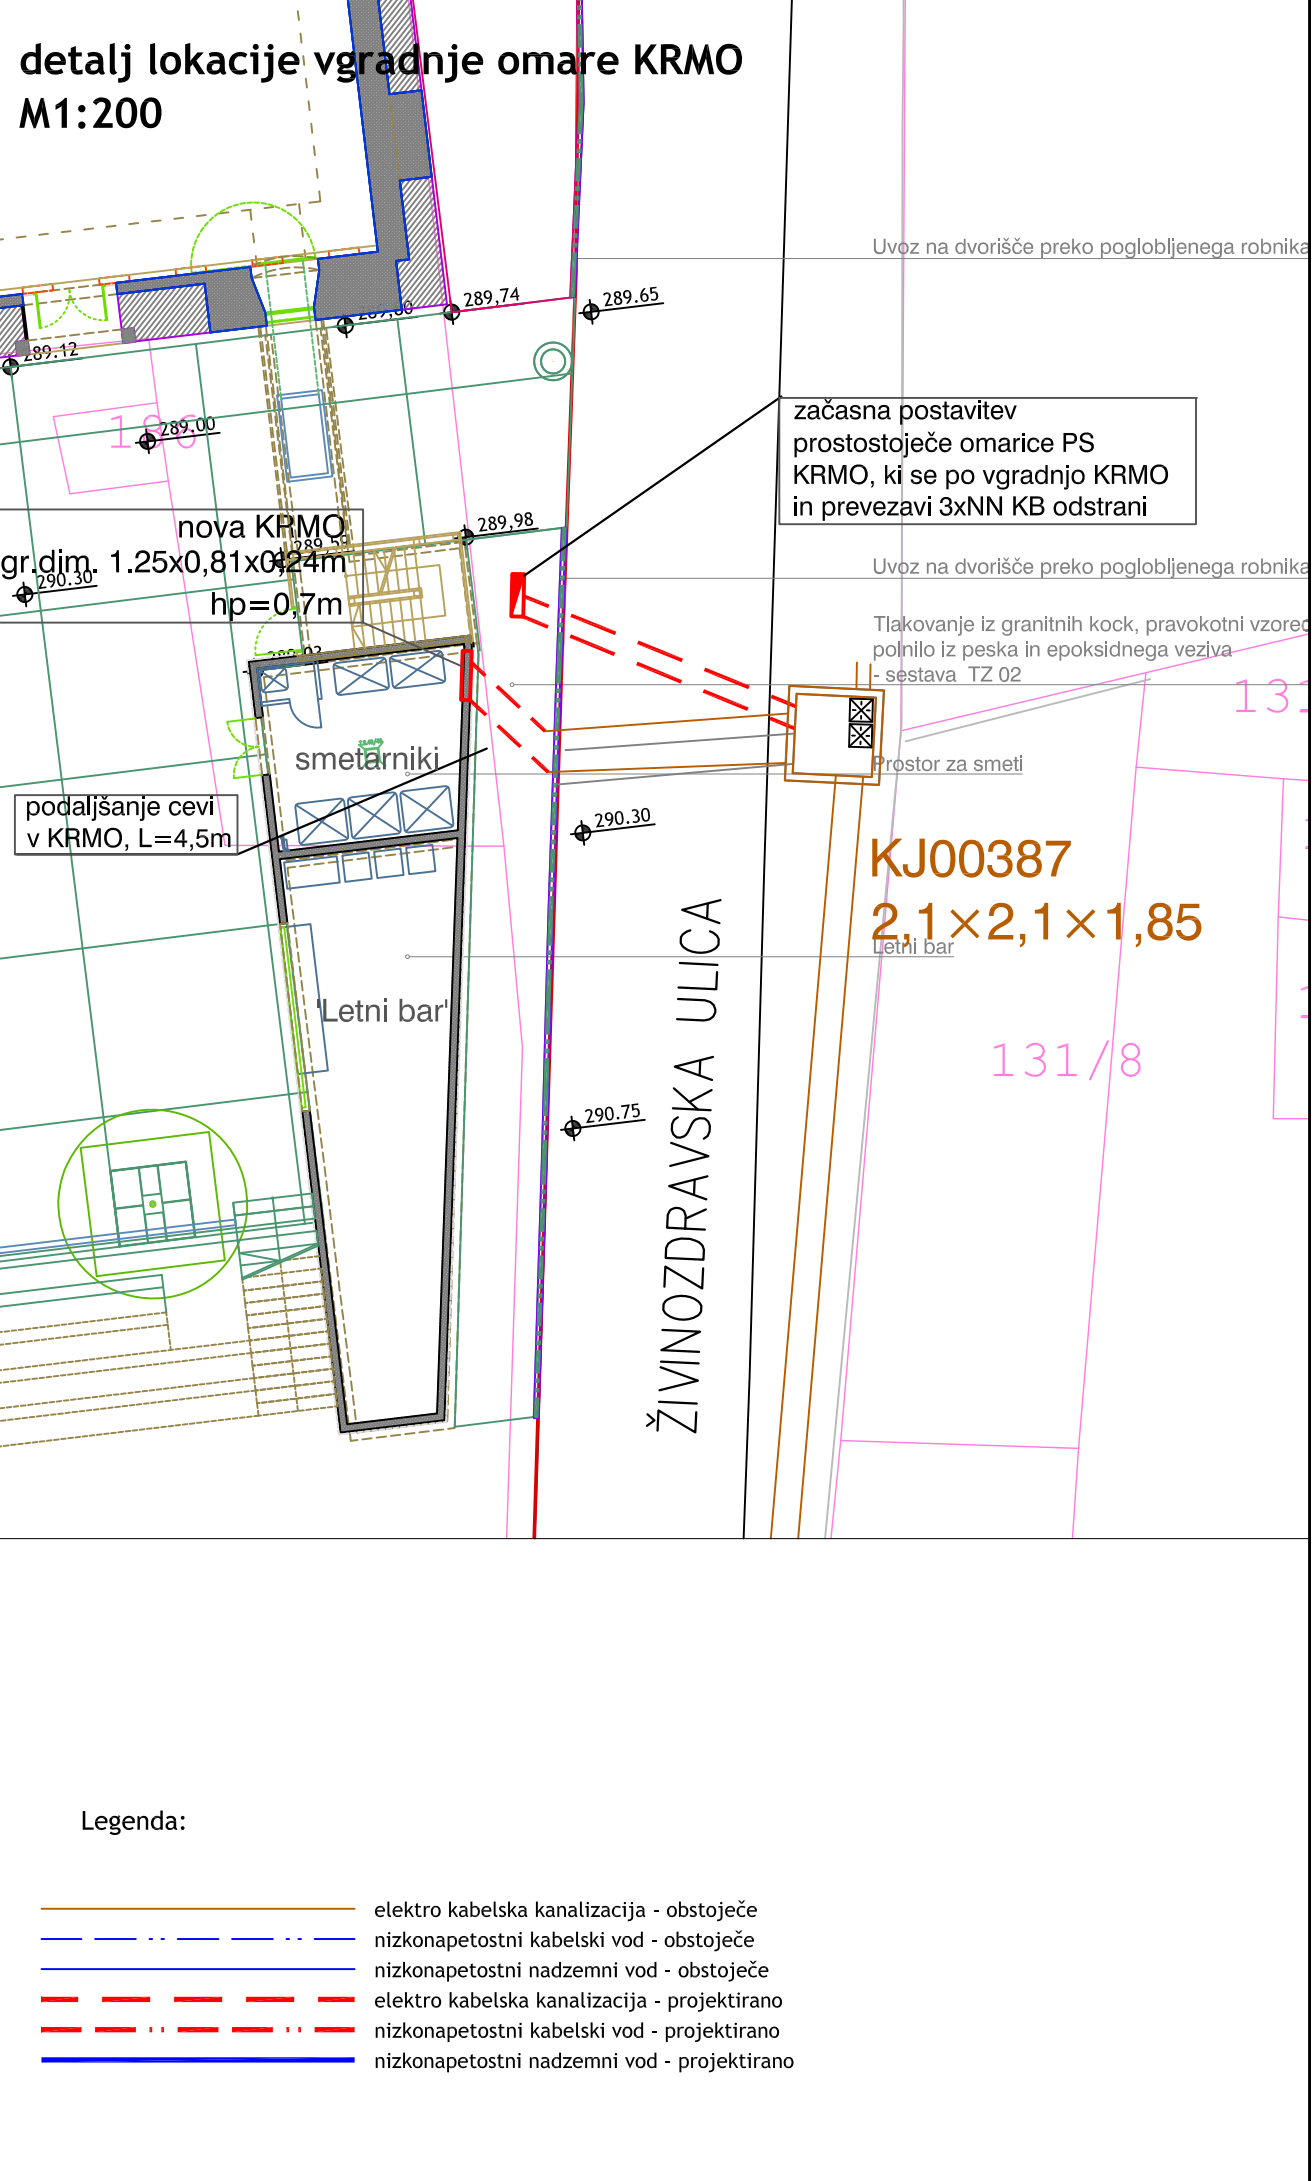 detalj lokacije vgradnje omare KRMO
M1:200
Uvoz na dvorišče preko poglobljenega robnika
289,74
289.65
289.12
289.00
začasna postavitev
prostostoječe omarice PS
KRMO, ki se po vgradnjo KRMO
in prevezavi 3xNN KB odstrani
nova KRMO
gr.dim. 1.25x0,81x0,24m
hp=0,7m
289,98
290.30
Uvoz na dvorišče preko poglobljenega robnika
Tlakovanje iz granitnih kock, pravokotni vzorec
polnilo iz peska in epoksidnega veziva
- sestava TZ 02
smetarniki
Prostor za smeti
podaljšanje cevi
v KRMO, L=4,5m
290.30
KJ00387
2,1×2,1×1,85
Letni bar
'Letni bar'
ŽIVINOZDRAVSKA ULICA
131/8
290.75
Legenda:
elektro kabelska kanalizacija - obstoječe
nizkonapetostni kabelski vod - obstoječe
nizkonapetostni nadzemni vod - obstoječe
elektro kabelska kanalizacija - projektirano
nizkonapetostni kabelski vod - projektirano
nizkonapetostni nadzemni vod - projektirano